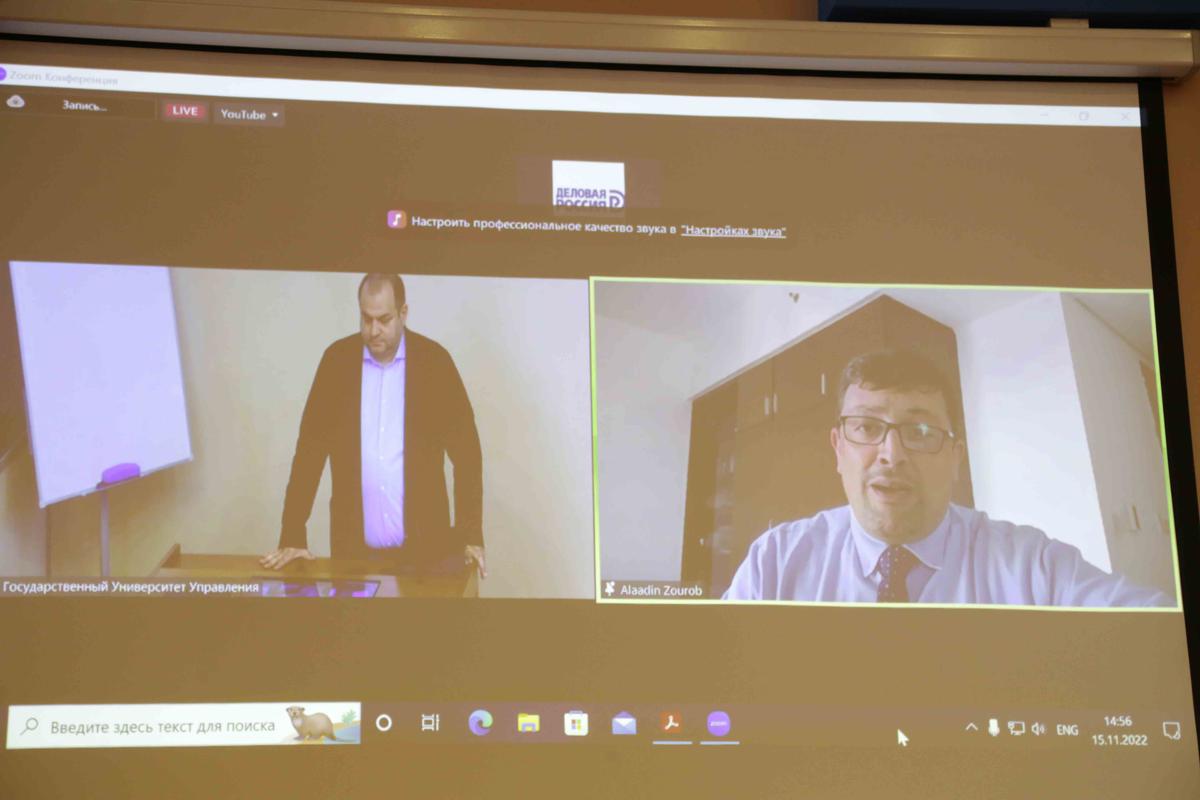 Zoom Конференция
Запись...
LIVE
YouTube
ДЕЛОВАЯ
РОССИЯ
Настроить профессиональное качество звука в "Настройках звука"
Государственный Университет Управления
Alaadin Zourob
Введите здесь текст для поиска
zoom
ENG
14:56
15.11.2022